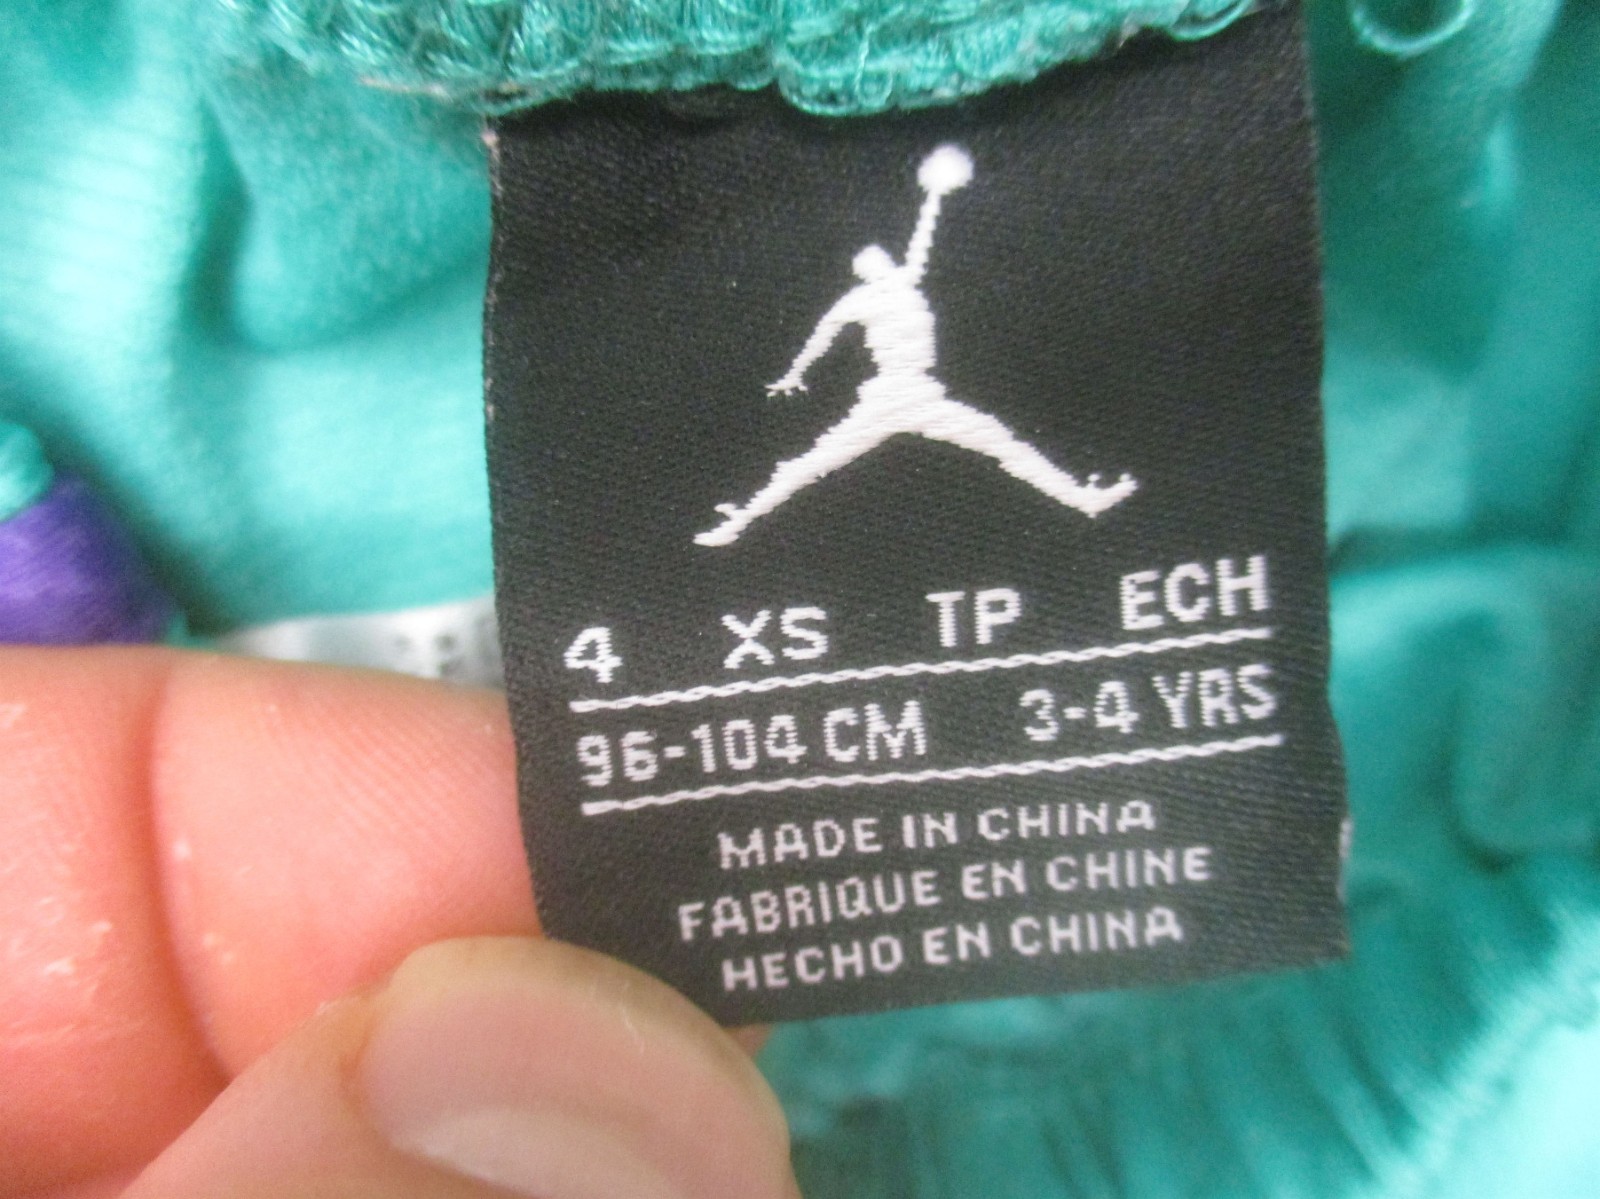 4 XS TP ECH
96-104 CM 3-4 YRS
MADE IN CHINA
FABRIQUE EN CHINE
HECHO EN CHINA